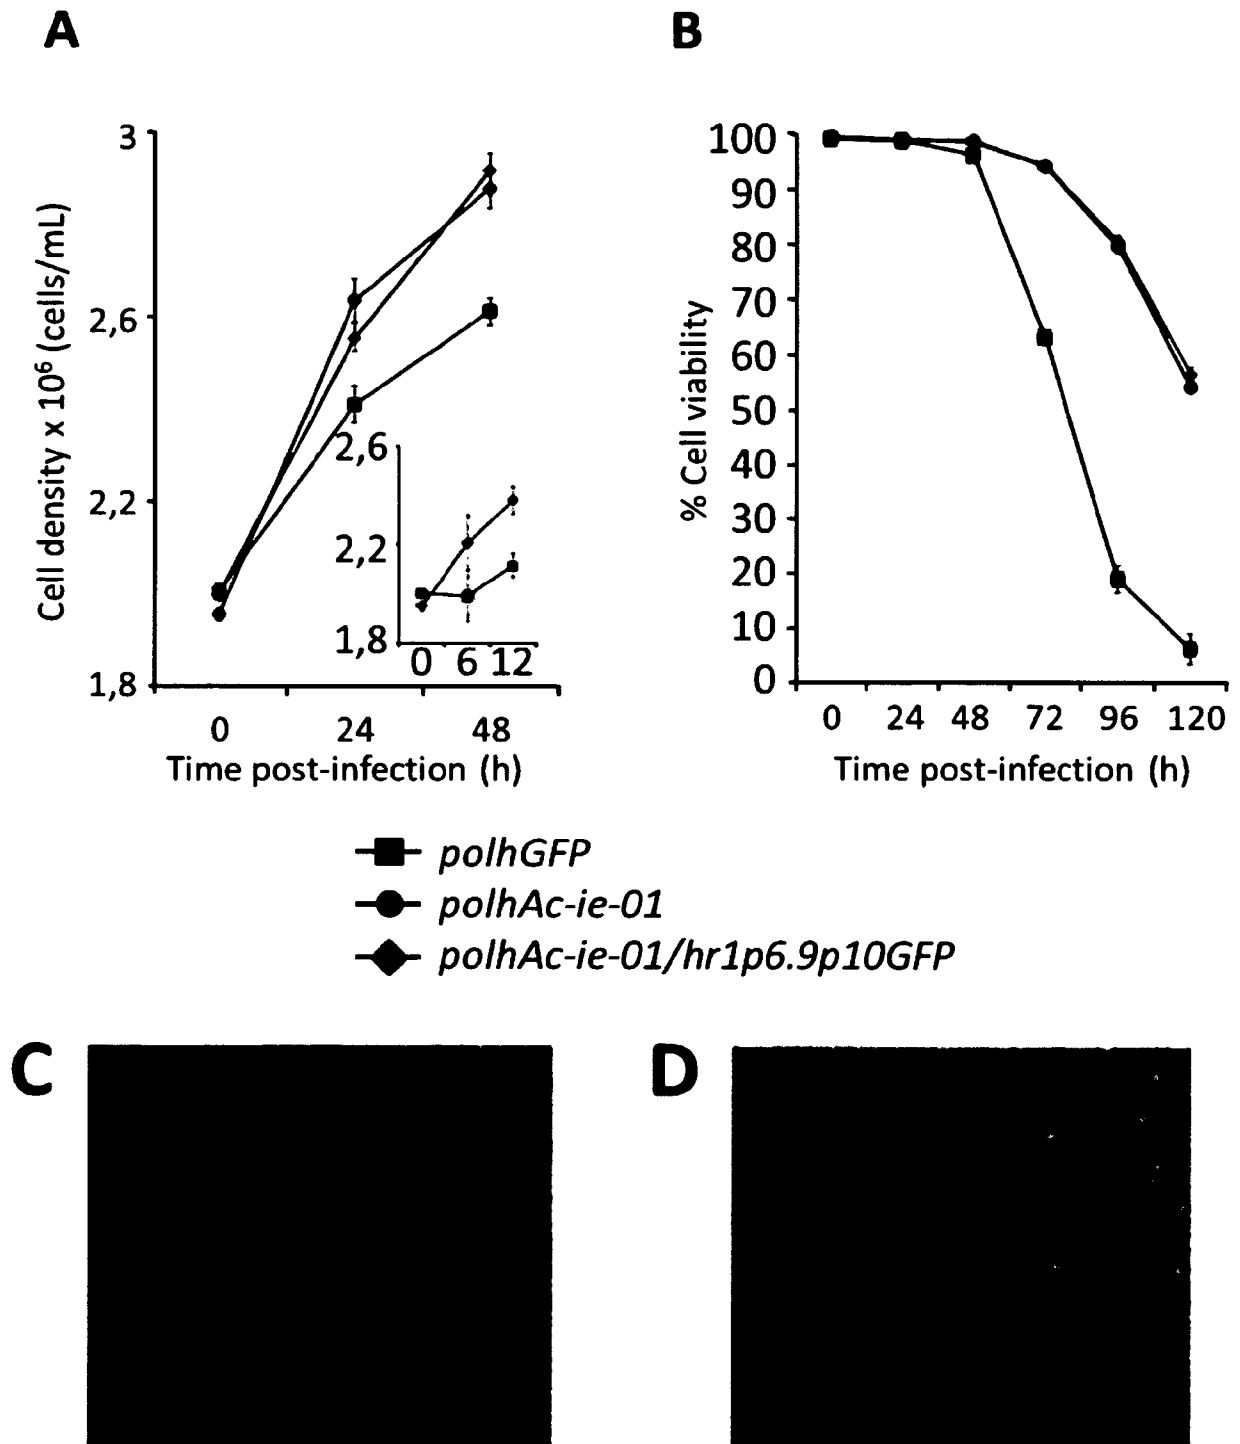 A
B
Cell density x 10⁶ (cells/mL)
3
2,6
2,2
1,8
0 24 48
Time post-infection (h)
2,6
2,2
1,8
0 6 12
% Cell viability
100
90
80
70
60
50
40
30
20
10
0
0 24 48 72 96 120
Time post-infection (h)
polhGFP
polhAc-ie-01
polhAc-ie-01/hr1p6.9p10GFP
C
D